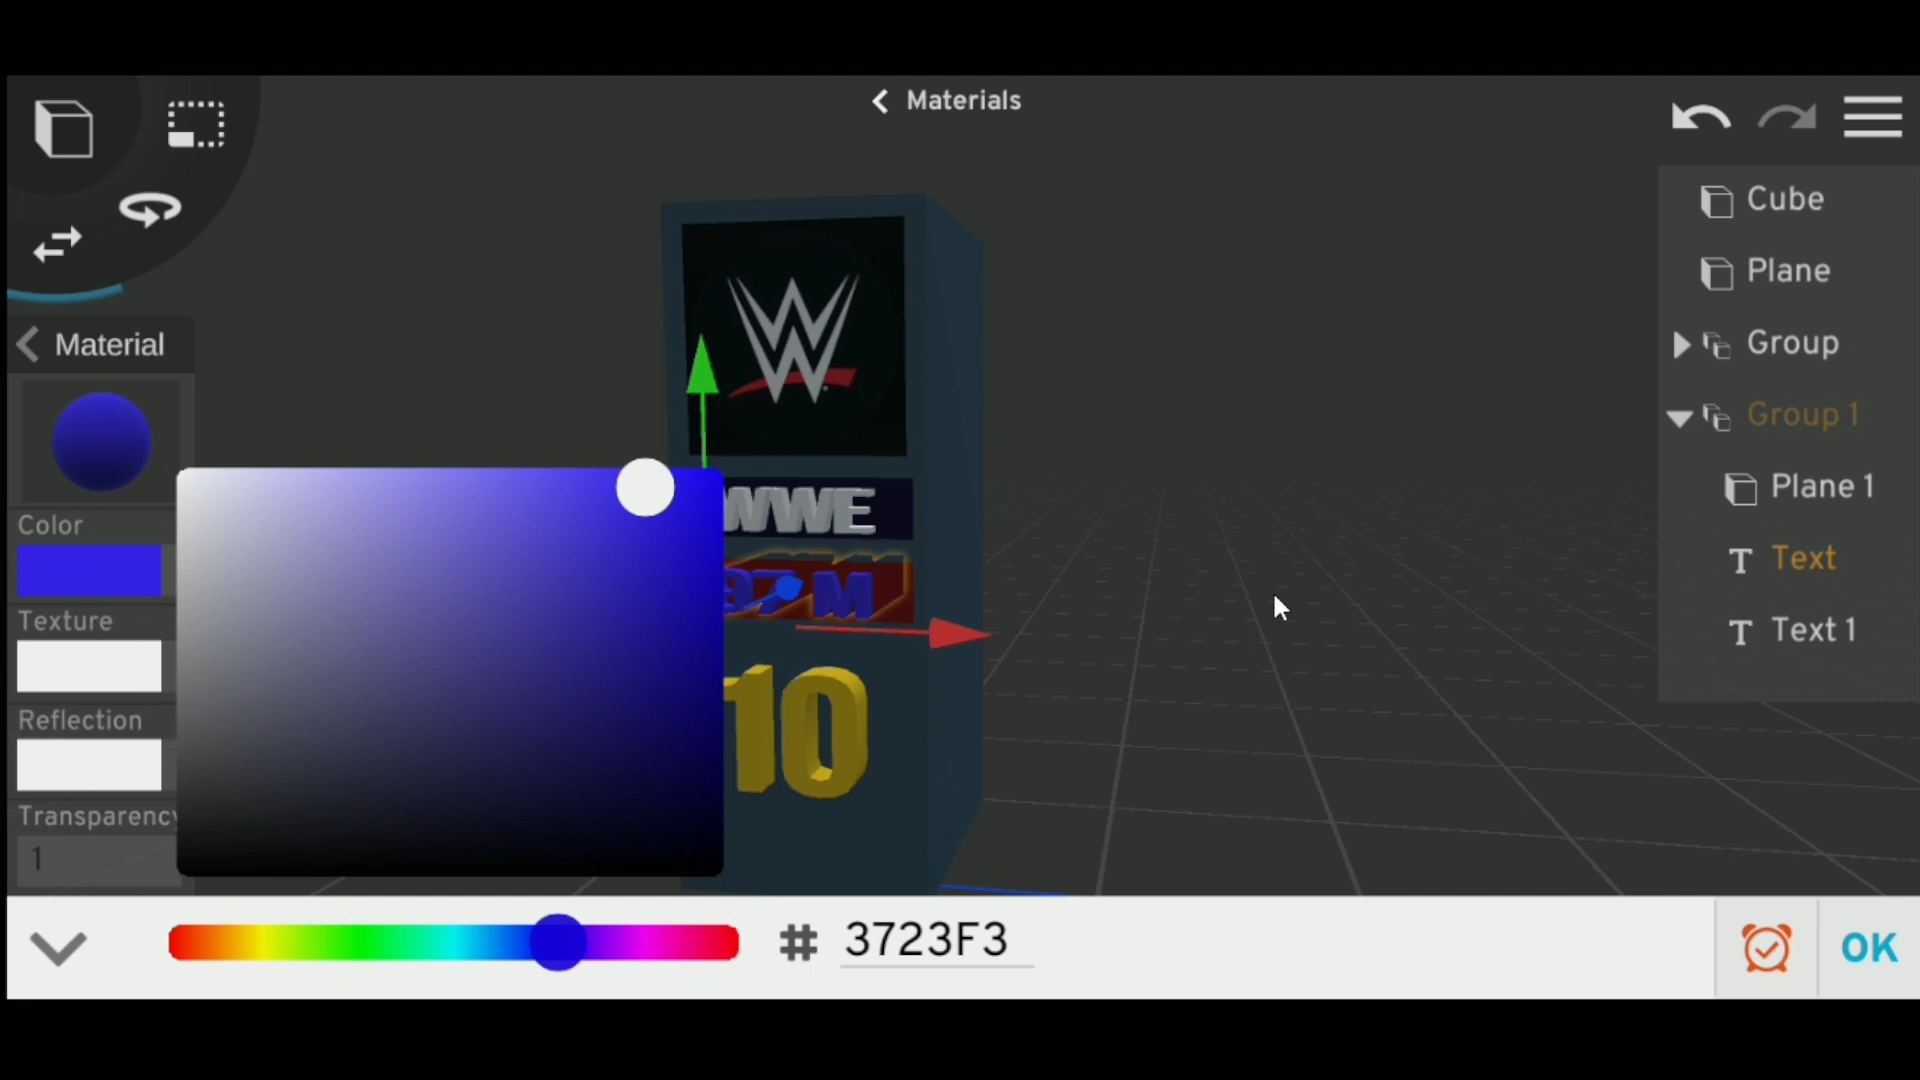 Materials
Material
Color
Texture
Reflection
Transparency
1
Cube
Plane
Group
Group 1
Plane 1
Text
Text 1
W
WWE
97 M
10
# 3723F3
OK